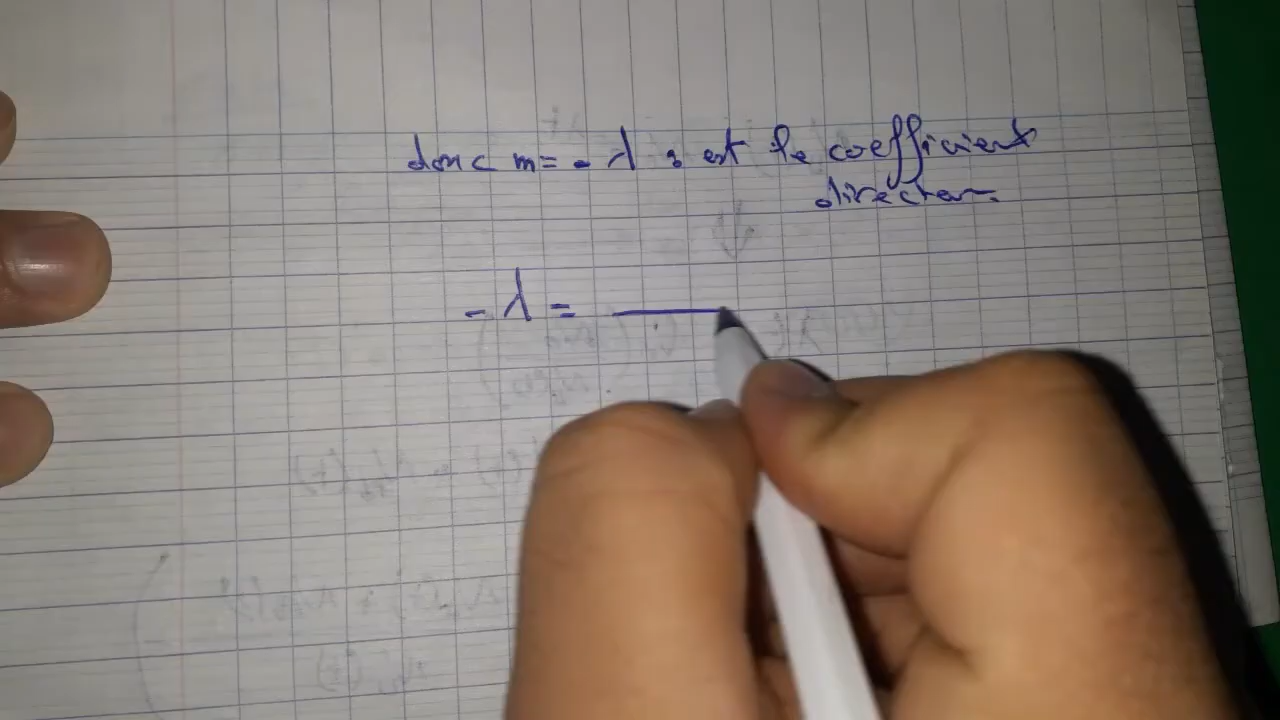 donc m = - λ : est le coefficient
directeur.
- λ =